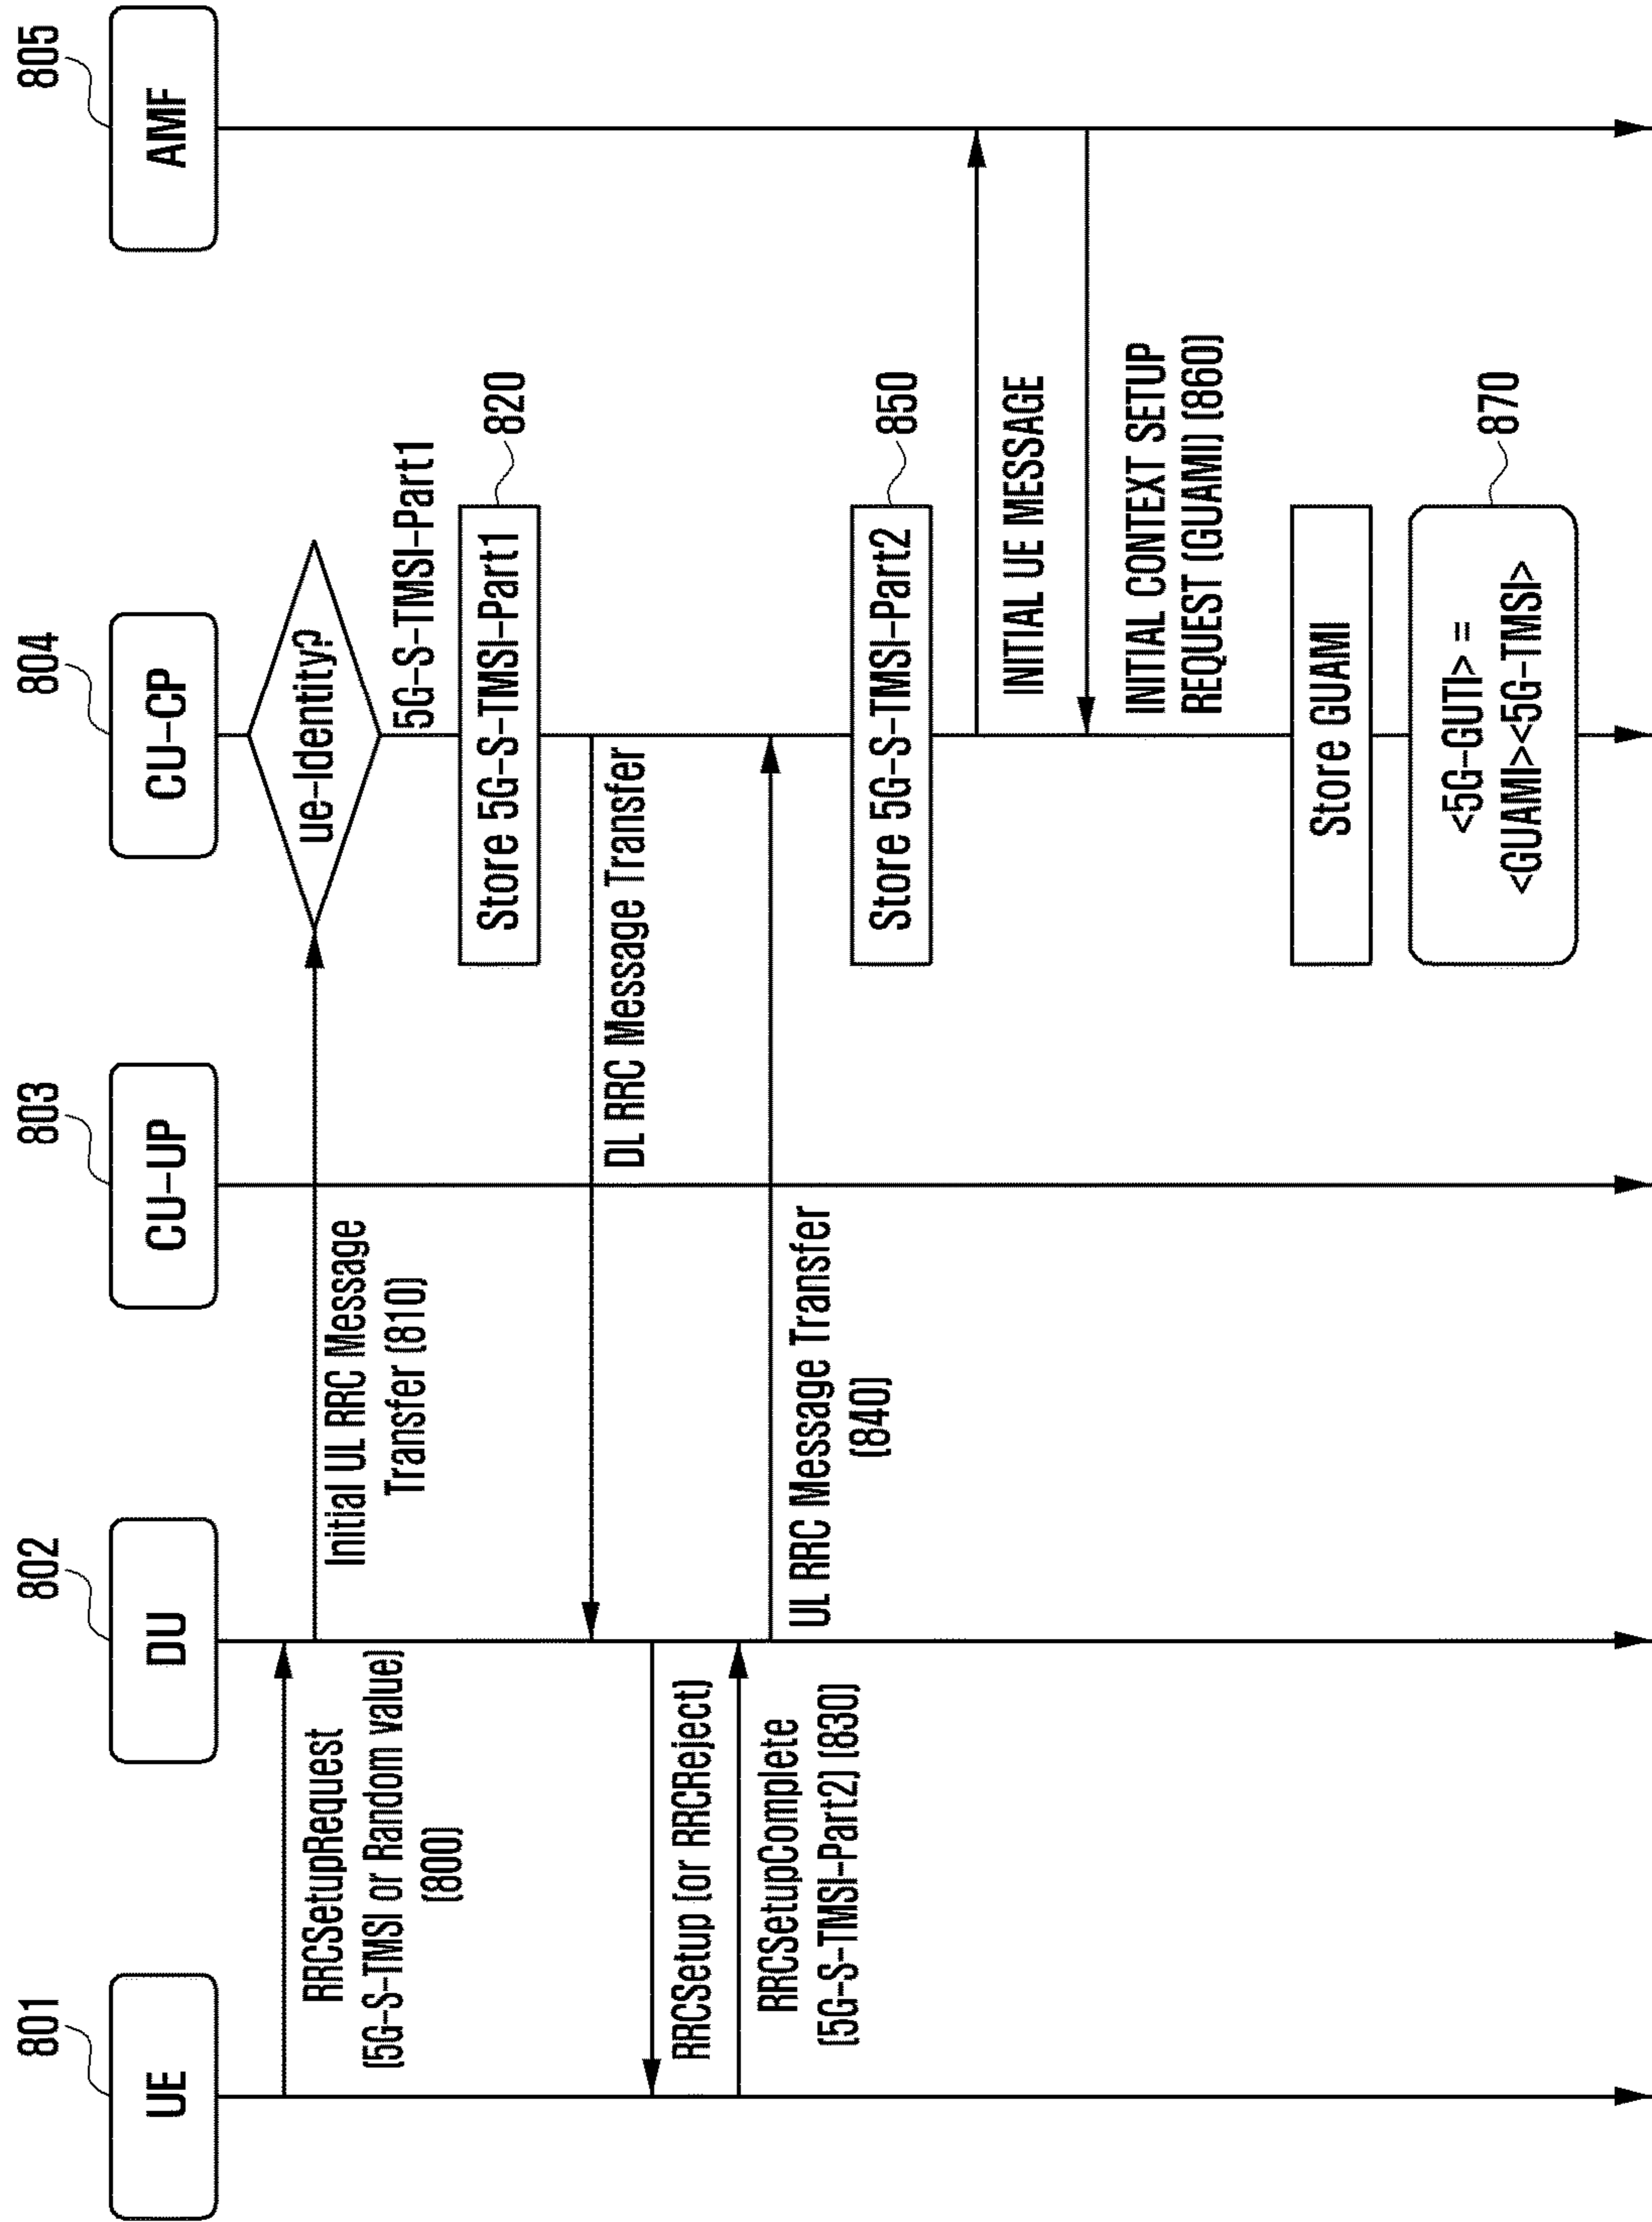 801
802
803
804
805
UE
DU
CU-UP
CU-CP
AMF
RRCSetupRequest
(5G-S-TMSI or Random value)
(800)
Initial UL RRC Message
Transfer (810)
ue-Identity?
5G-S-TMSI-Part1
Store 5G-S-TMSI-Part1
820
DL RRC Message Transfer
RRCSetup (or RRCReject)
RRCSetupComplete
(5G-S-TMSI-Part2) (830)
UL RRC Message Transfer
(840)
Store 5G-S-TMSI-Part2
850
INITIAL UE MESSAGE
INITIAL CONTEXT SETUP
REQUEST (GUAMI) (860)
Store GUAMI
<5G-GUTI> =
<GUAMI><5G-TMSI>
870